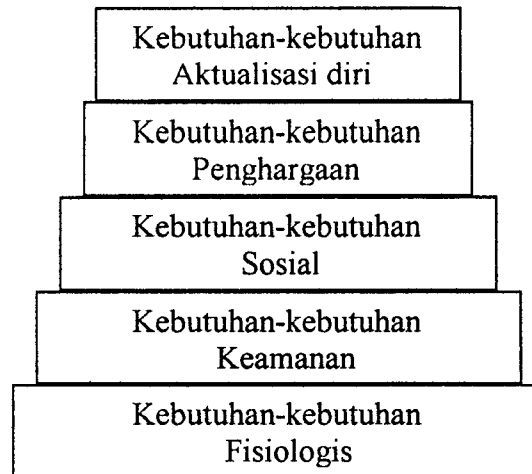 Kebutuhan-kebutuhan
Aktualisasi diri
Kebutuhan-kebutuhan
Penghargaan
Kebutuhan-kebutuhan
Sosial
Kebutuhan-kebutuhan
Keamanan
Kebutuhan-kebutuhan
Fisiologis